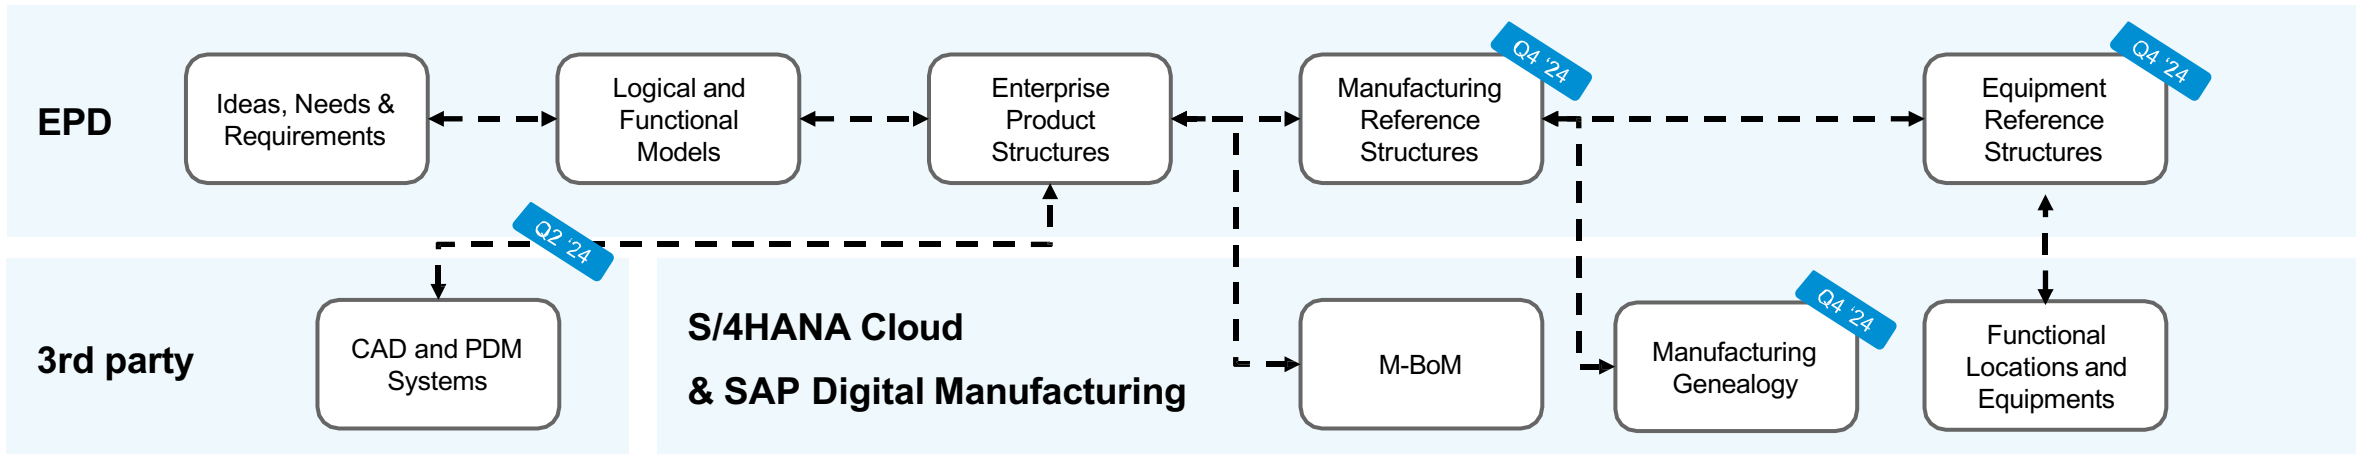 EPD
Ideas, Needs &
Requirements
Logical and
Functional
Models
Enterprise
Product
Structures
Manufacturing
Reference
Structures
Q4 ‘24
Equipment
Reference
Structures
Q4 ‘24
Q2 ‘24
3rd party
CAD and PDM
Systems
S/4HANA Cloud
& SAP Digital Manufacturing
M-BoM
Manufacturing
Genealogy
Q4 ‘24
Functional
Locations and
Equipments